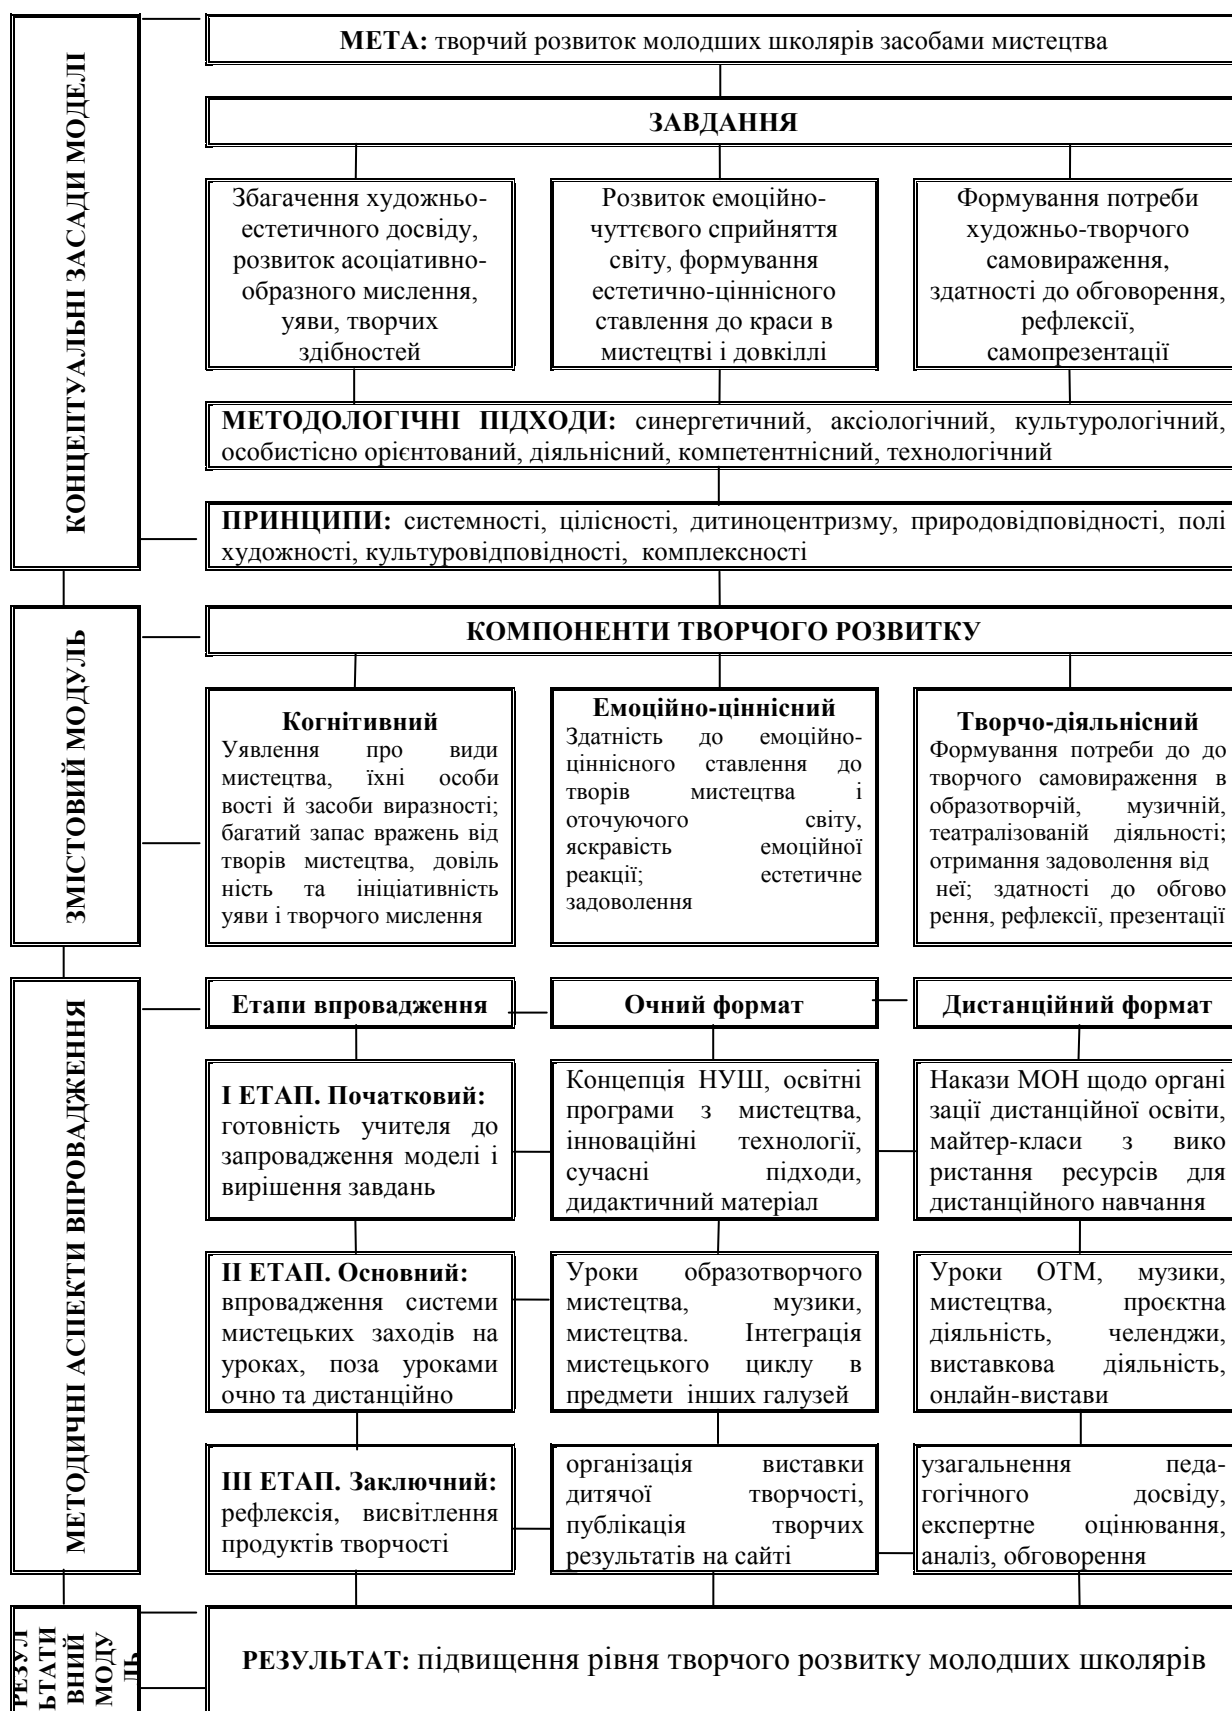 КОНЦЕПТУАЛЬНІ ЗАСАДИ МОДЕЛІ
МЕТА: творчий розвиток молодших школярів засобами мистецтва
ЗАВДАННЯ
Збагачення художньо-
естетичного досвіду,
розвиток асоціативно-
образного мислення,
уяви, творчих
здібностей
Розвиток емоційно-
чуттєвого сприйняття
світу, формування
естетично-ціннісного
ставлення до краси в
мистецтві і довкіллі
Формування потреби
художньо-творчого
самовираження,
здатності до обговорення,
рефлексії,
самопрезентації
МЕТОДОЛОГІЧНІ ПІДХОДИ: синергетичний, аксіологічний, культурологічний,
особистісно орієнтований, діяльнісний, компетентнісний, технологічний
ПРИНЦИПИ: системності, цілісності, дитиноцентризму, природовідповідності, полі
художності, культуровідповідності, комплексності
ЗМІСТОВИЙ МОДУЛЬ
КОМПОНЕНТИ ТВОРЧОГО РОЗВИТКУ
Когнітивний
Уявлення про види
мистецтва, їхні особи
вості й засоби виразності;
багатий запас вражень від
творів мистецтва, довіль
ність та ініціативність
уяви і творчого мислення
Емоційно-ціннісний
Здатність до емоційно-
ціннісного ставлення до
творів мистецтва і
оточуючого світу,
яскравість емоційної
реакції; естетичне
задоволення
Творчо-діяльнісний
Формування потреби до до
творчого самовираження в
образотворчій, музичній,
театралізованій діяльності;
отримання задоволення від
неї; здатності до обгово
рення, рефлексії, презентації
МЕТОДИЧНІ АСПЕКТИ ВПРОВАДЖЕННЯ
Етапи впровадження
Очний формат
Дистанційний формат
І ЕТАП. Початковий:
готовність учителя до
запровадження моделі і
вирішення завдань
Концепція НУШ, освітні
програми з мистецтва,
інноваційні технології,
сучасні підходи,
дидактичний матеріал
Накази МОН щодо органі
зації дистанційної освіти,
майтер-класи з вико
ристання ресурсів для
дистанційного навчання
ІІ ЕТАП. Основний:
впровадження системи
мистецьких заходів на
уроках, поза уроками
очно та дистанційно
Уроки образотворчого
мистецтва, музики,
мистецтва. Інтеграція
мистецького циклу в
предмети інших галузей
Уроки ОТМ, музики,
мистецтва, проєктна
діяльність, челенджи,
виставкова діяльність,
онлайн-вистави
ІІІ ЕТАП. Заключний:
рефлексія, висвітлення
продуктів творчості
організація виставки
дитячої творчості,
публікація творчих
результатів на сайті
узагальнення педа-
гогічного досвіду,
експертне оцінювання,
аналіз, обговорення
РЕЗУЛ
ЬТАТИ
ВНИЙ
МОДУ
ЛЬ
РЕЗУЛЬТАТ: підвищення рівня творчого розвитку молодших школярів